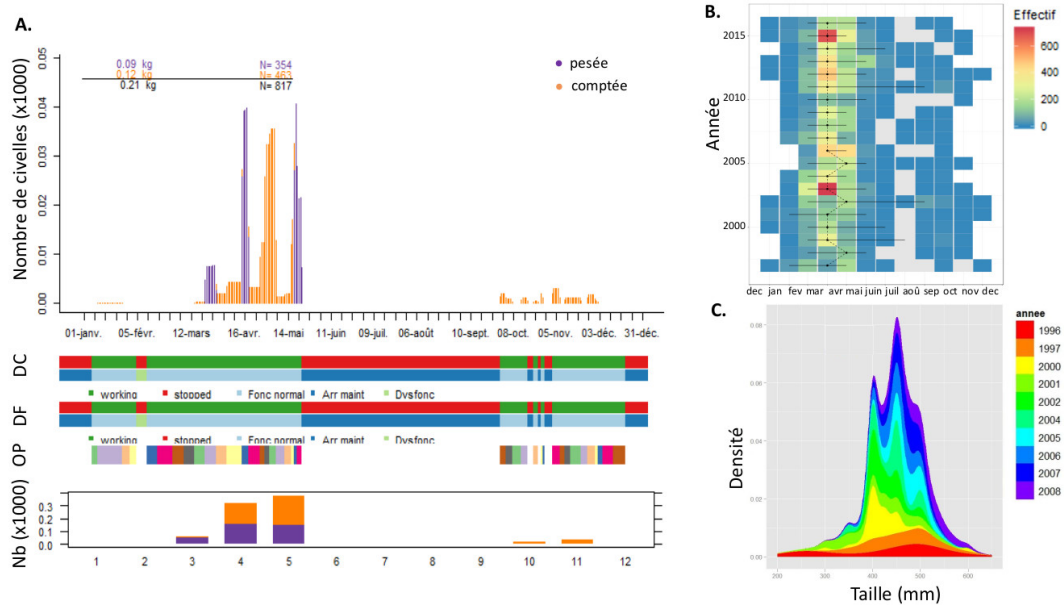 A.
Nombre de civelles (x1000)
0.05
0.04
0.03
0.02
0.01
0.00
0.09 kg N= 354
0.12 kg N= 463
0.21 kg N= 817
pesée
comptée
01-janv. 05-févr. 12-mars 16-avr. 14-mai 11-juin 09-juil. 06-août 10-sept. 08-oct. 05-nov. 03-déc. 31-déc.
DC
working stopped Fonc normal Arr maint Dysfonc
DF
working stopped Fonc normal Arr maint Dysfonc
OP
Nb (x1000)
0.3
0.2
0.1
0.0
1 2 3 4 5 6 7 8 9 10 11 12
B.
Année
2015
2010
2005
2000
dec jan fev mar avr mai juin juil aoû sep oct nov dec
Effectif
600
400
200
0
C.
Densité
0.08
0.06
0.04
0.02
0.00
200 300 400 500 600
Taille (mm)
annee
1996
1997
2000
2001
2002
2004
2005
2006
2007
2008